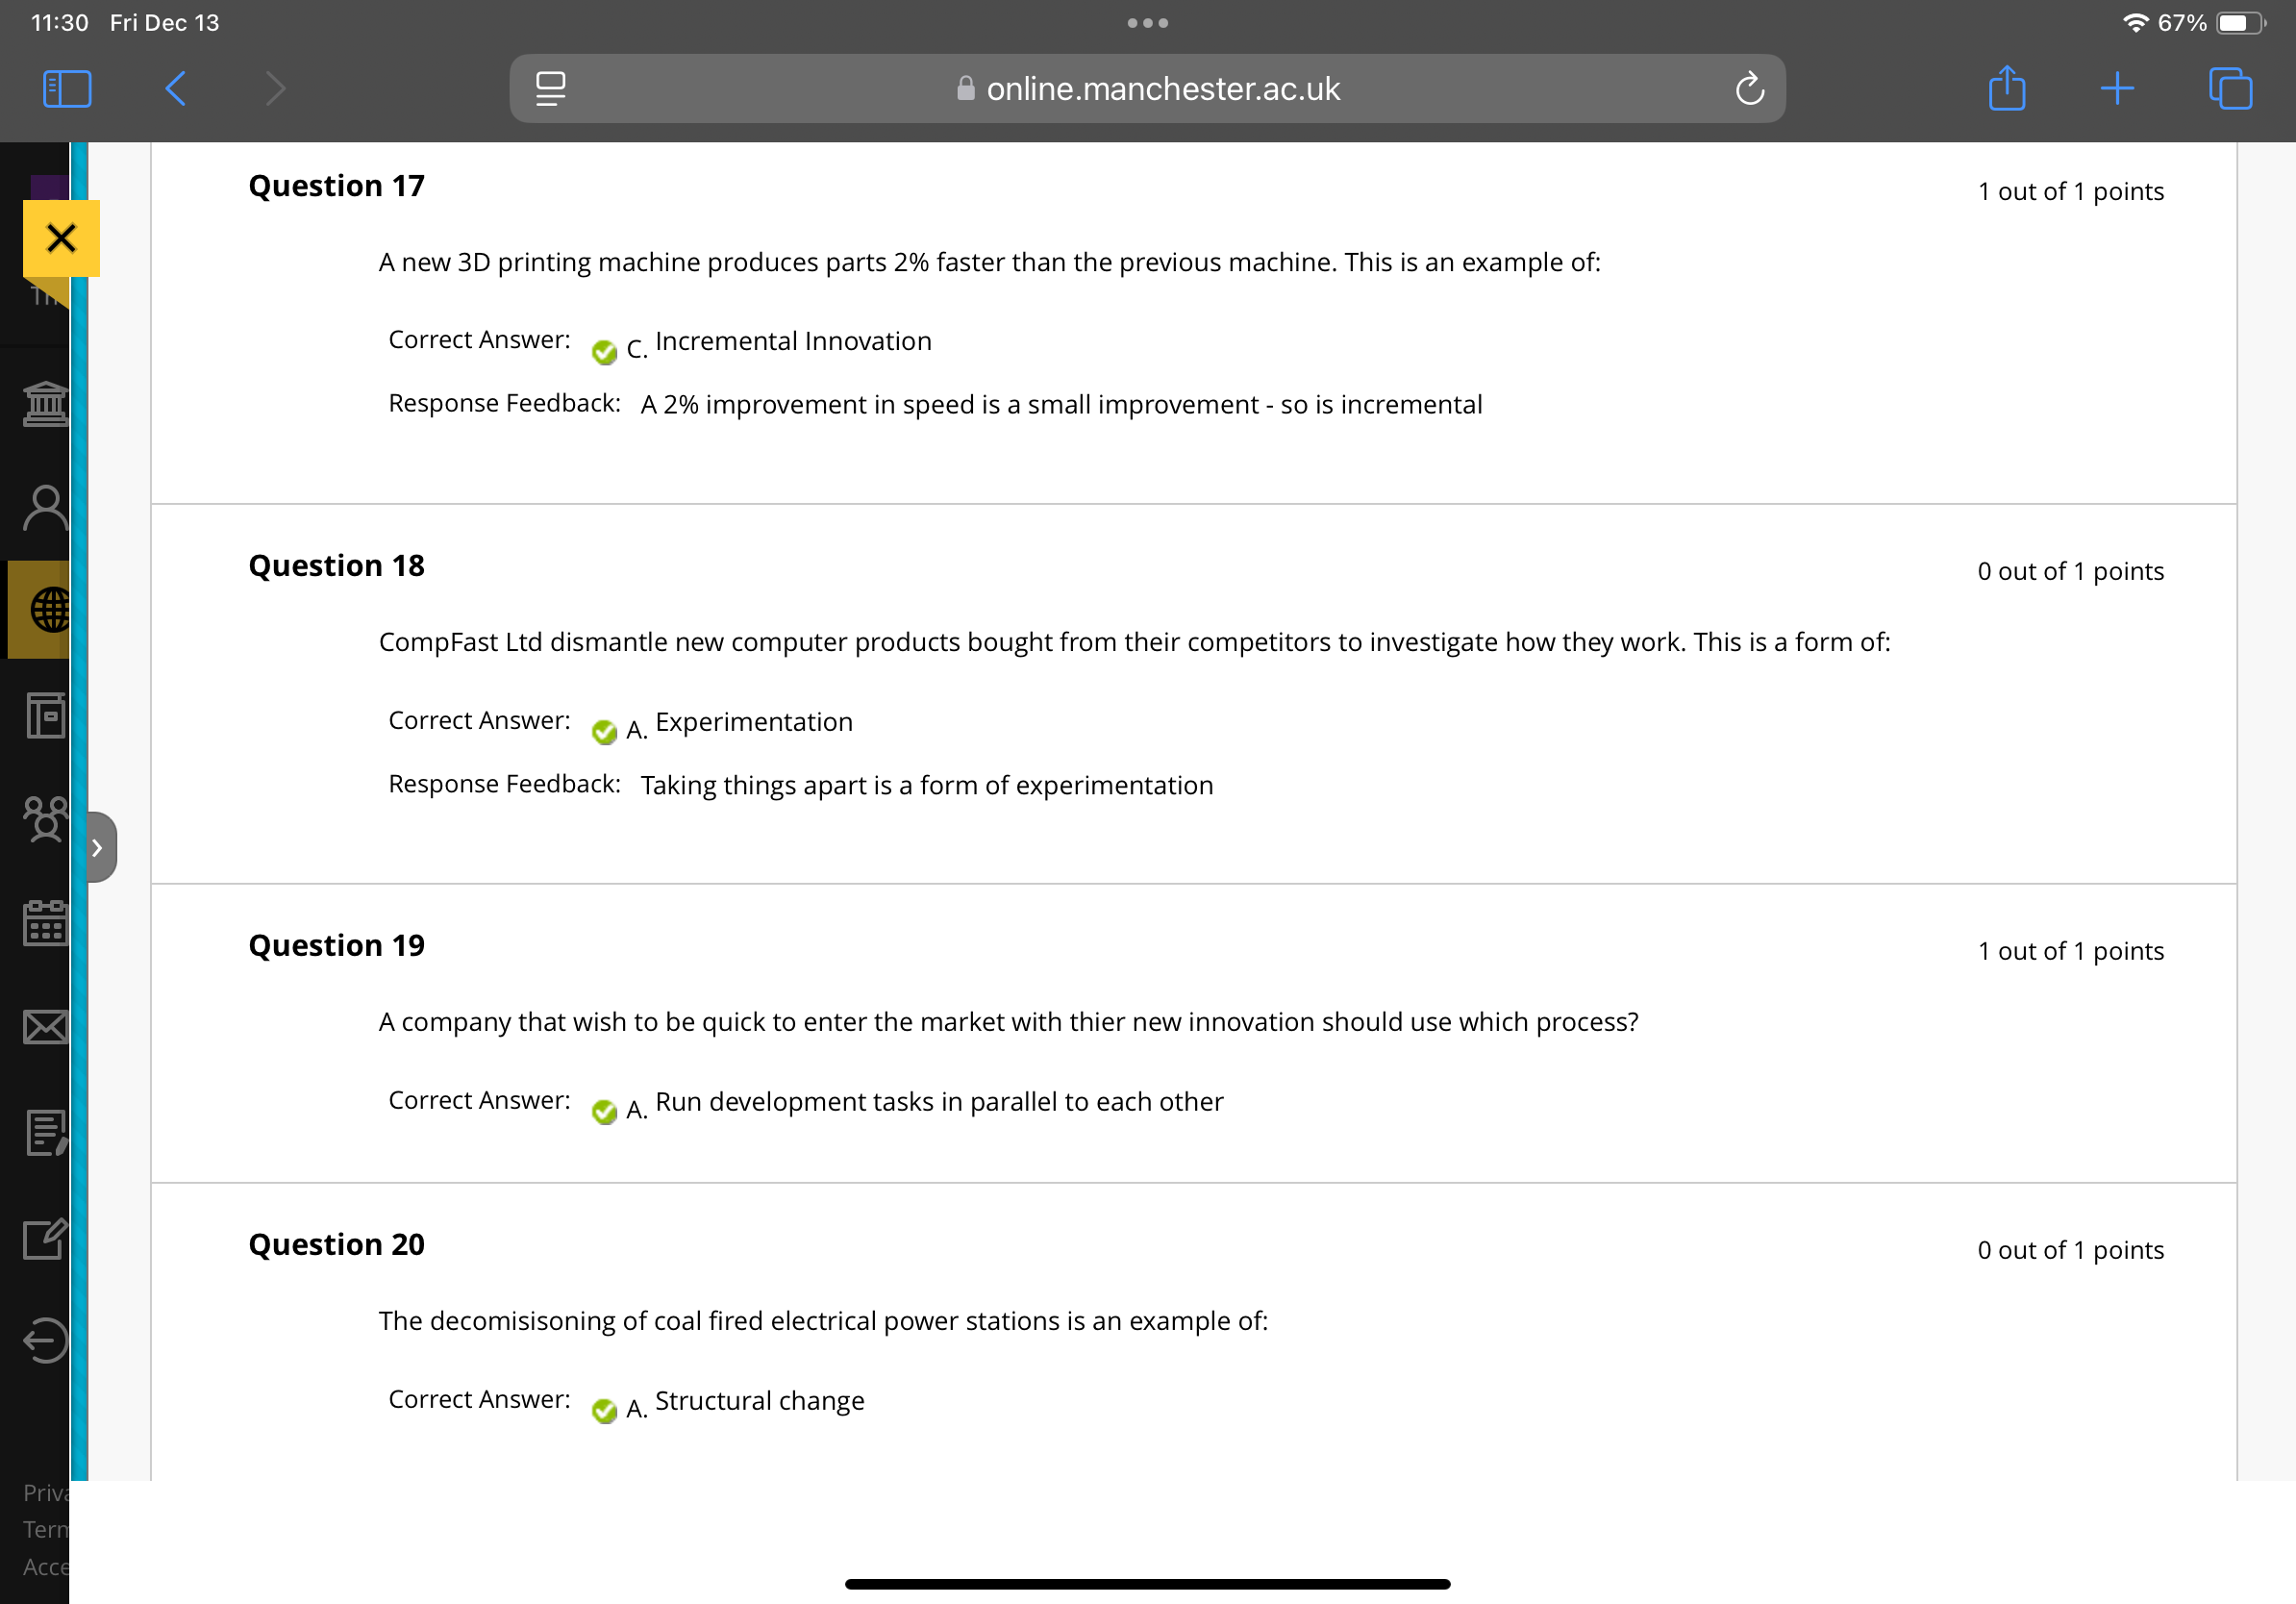 11:30 Fri Dec 13
67%
online.manchester.ac.uk
Question 17
1 out of 1 points
A new 3D printing machine produces parts 2% faster than the previous machine. This is an example of:
Correct Answer: C. Incremental Innovation
Response Feedback: A 2% improvement in speed is a small improvement - so is incremental
Question 18
0 out of 1 points
CompFast Ltd dismantle new computer products bought from their competitors to investigate how they work. This is a form of:
Correct Answer: A. Experimentation
Response Feedback: Taking things apart is a form of experimentation
Question 19
1 out of 1 points
A company that wish to be quick to enter the market with thier new innovation should use which process?
Correct Answer: A. Run development tasks in parallel to each other
Question 20
0 out of 1 points
The decomisisoning of coal fired electrical power stations is an example of:
Correct Answer: A. Structural change
Priva
Term
Acce